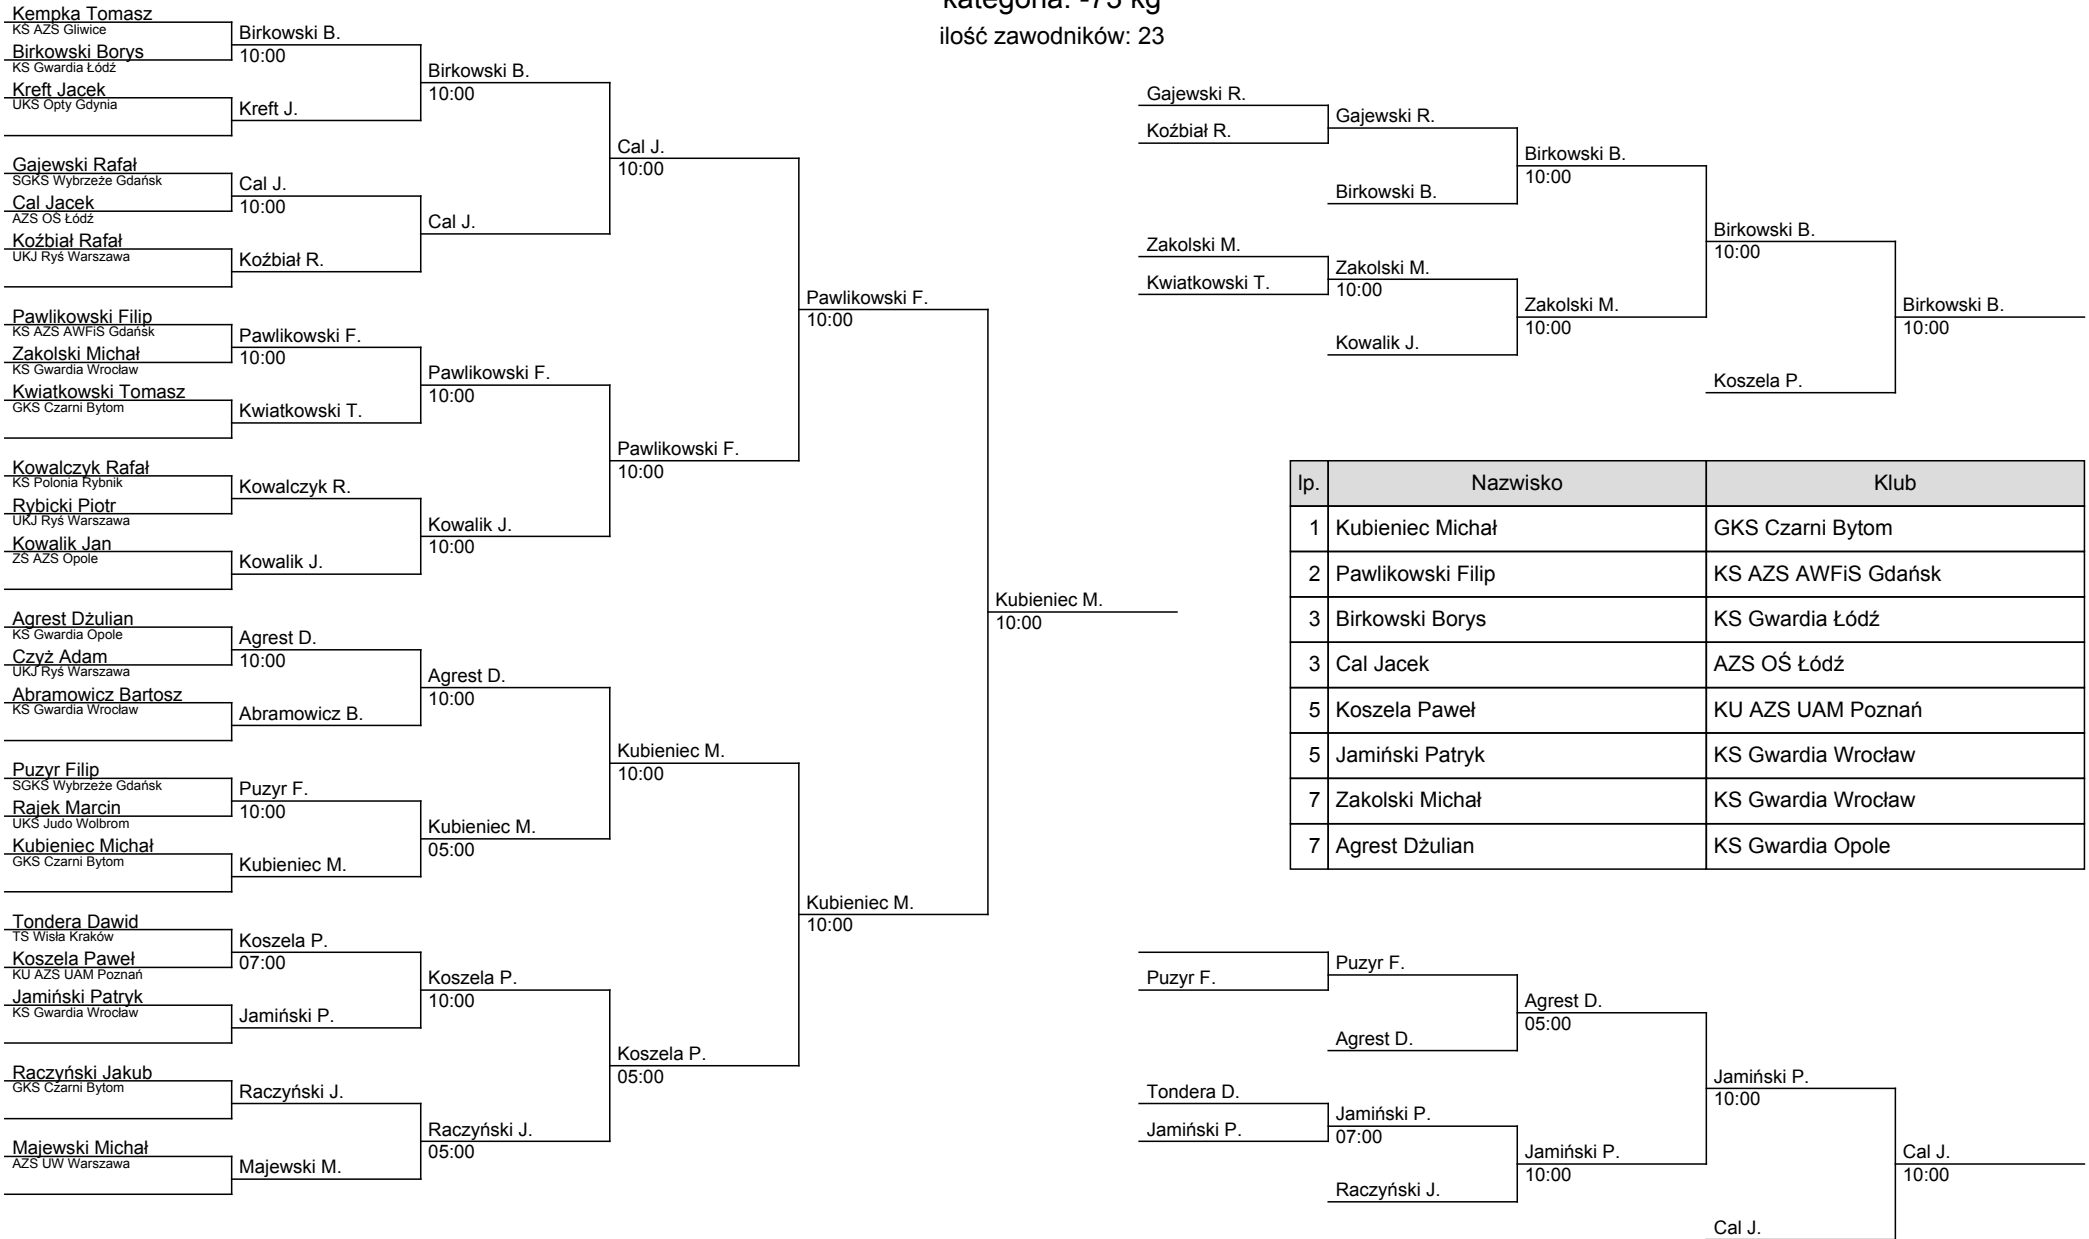 kategoria: -73 kg
ilość zawodników: 23
Kempka Tomasz
KŚ AZS Gliwice
Birkowski Borys
KS Gwardia Łódź
Kreft Jacek
UKS Opty Gdynia
Gajewski Rafał
SGKS Wybrzeże Gdańsk
Cal Jacek
AZS OŚ Łódź
Koźbiał Rafał
UKJ Ryś Warszawa
Pawlikowski Filip
KS AZS AWFiS Gdańsk
Zakolski Michał
KS Gwardia Wrocław
Kwiatkowski Tomasz
GKS Czarni Bytom
Kowalczyk Rafał
KS Polonia Rybnik
Rybicki Piotr
UKJ Ryś Warszawa
Kowalik Jan
ZŚ AZS Opole
Agrest Dżulian
KS Gwardia Opole
Czyż Adam
UKJ Ryś Warszawa
Abramowicz Bartosz
KS Gwardia Wrocław
Puzyr Filip
SGKS Wybrzeże Gdańsk
Rajek Marcin
UKS Judo Wolbrom
Kubieniec Michał
GKS Czarni Bytom
Tondera Dawid
TS Wisła Kraków
Koszela Paweł
KU AZS UAM Poznań
Jamiński Patryk
KS Gwardia Wrocław
Raczyński Jakub
GKS Czarni Bytom
Majewski Michał
AZS UW Warszawa
Birkowski B.
10:00
Kreft J.
Cal J.
10:00
Koźbiał R.
Pawlikowski F.
10:00
Kwiatkowski T.
Kowalczyk R.
Kowalik J.
Agrest D.
10:00
Abramowicz B.
Puzyr F.
10:00
Kubieniec M.
Koszela P.
07:00
Jamiński P.
Raczyński J.
Majewski M.
Birkowski B.
10:00
Cal J.
Pawlikowski F.
10:00
Kowalik J.
10:00
Agrest D.
10:00
Kubieniec M.
05:00
Koszela P.
10:00
Raczyński J.
05:00
Cal J.
10:00
Pawlikowski F.
10:00
Kubieniec M.
10:00
Koszela P.
05:00
Pawlikowski F.
10:00
Kubieniec M.
10:00
Kubieniec M.
10:00
Gajewski R.
Koźbiał R.
Zakolski M.
Kwiatkowski T.
Gajewski R.
Birkowski B.
Zakolski M.
10:00
Kowalik J.
Birkowski B.
10:00
Zakolski M.
10:00
Birkowski B.
10:00
Koszela P.
Birkowski B.
10:00
lp. Nazwisko Klub
1 Kubieniec Michał GKS Czarni Bytom
2 Pawlikowski Filip KS AZS AWFiS Gdańsk
3 Birkowski Borys KS Gwardia Łódź
3 Cal Jacek AZS OŚ Łódź
5 Koszela Paweł KU AZS UAM Poznań
5 Jamiński Patryk KS Gwardia Wrocław
7 Zakolski Michał KS Gwardia Wrocław
7 Agrest Dżulian KS Gwardia Opole
Puzyr F.
Tondera D.
Jamiński P.
Puzyr F.
Agrest D.
Jamiński P.
07:00
Raczyński J.
Agrest D.
05:00
Jamiński P.
10:00
Jamiński P.
10:00
Cal J.
Cal J.
10:00